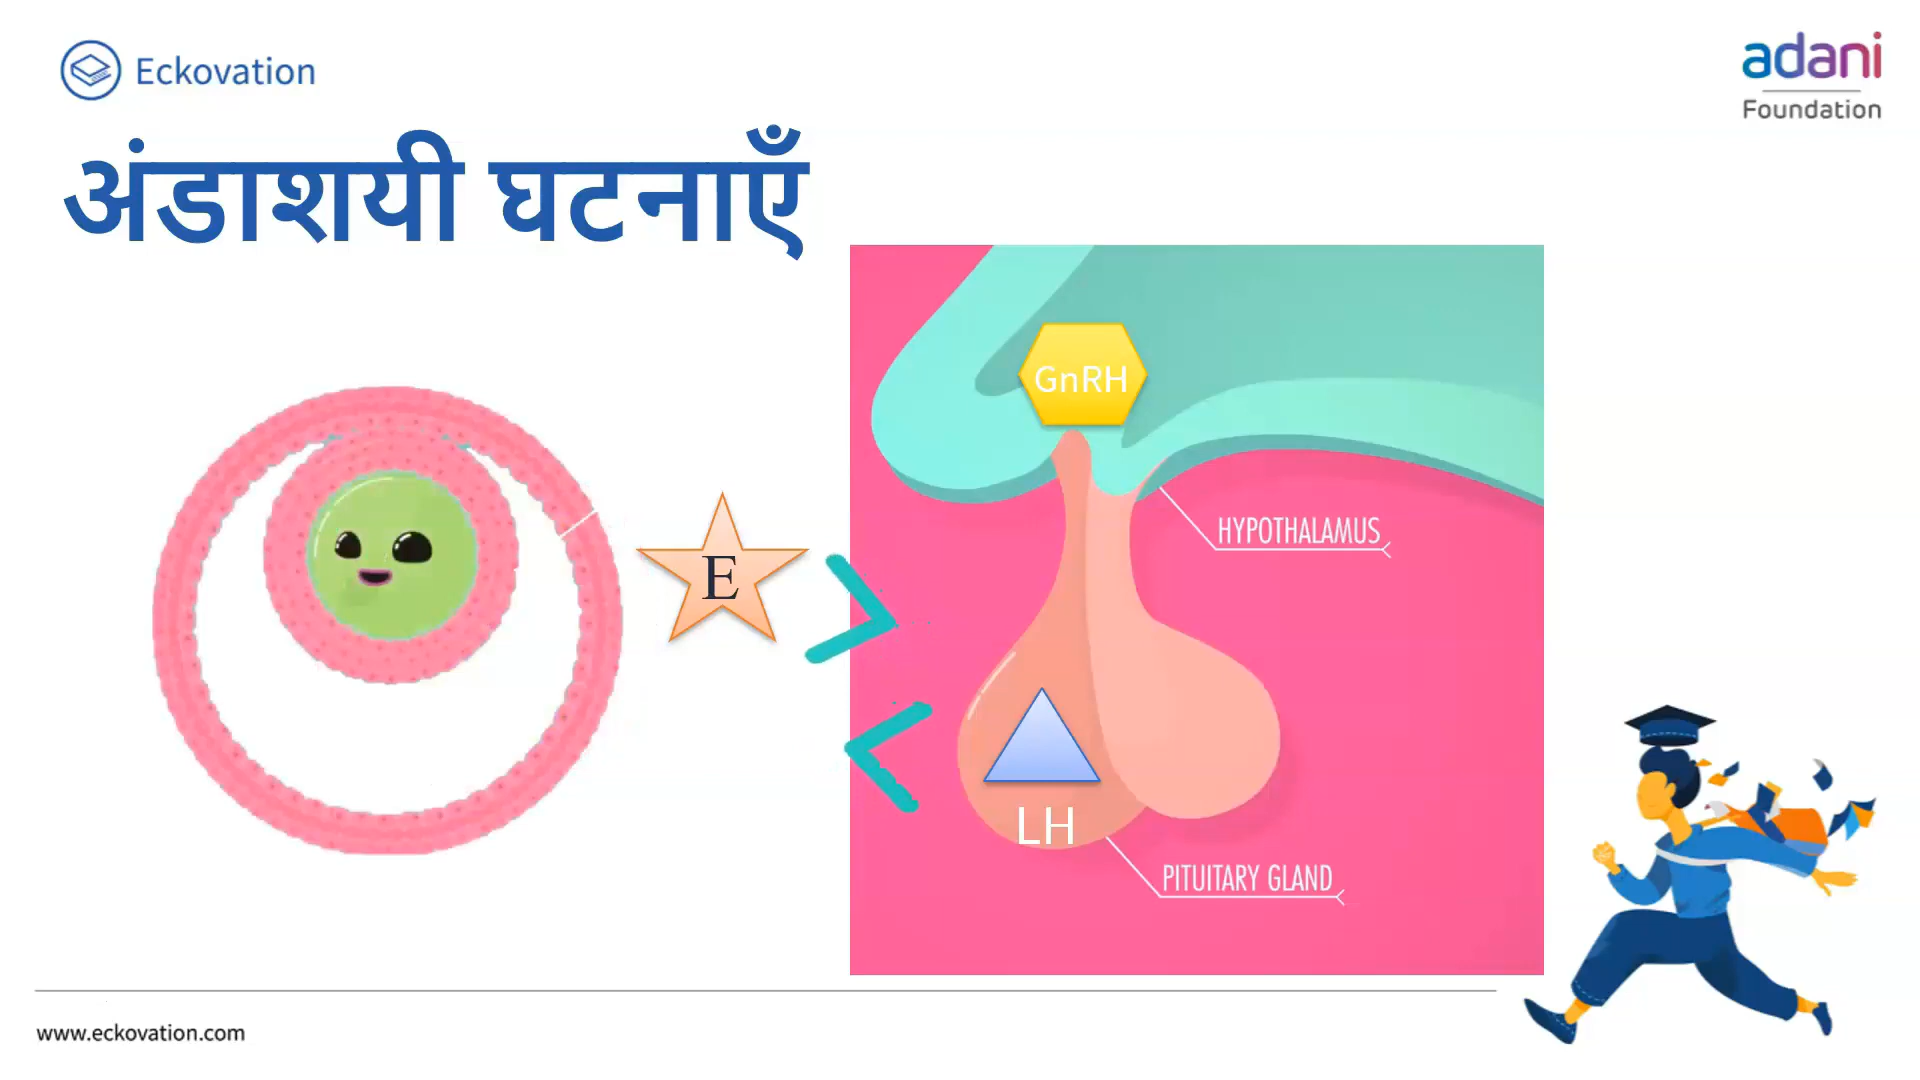 Eckovation
adani
Foundation
अंडाशयी घटनाएँ
GnRH
HYPOTHALAMUS
E
LH
PITUITARY GLAND
www.eckovation.com